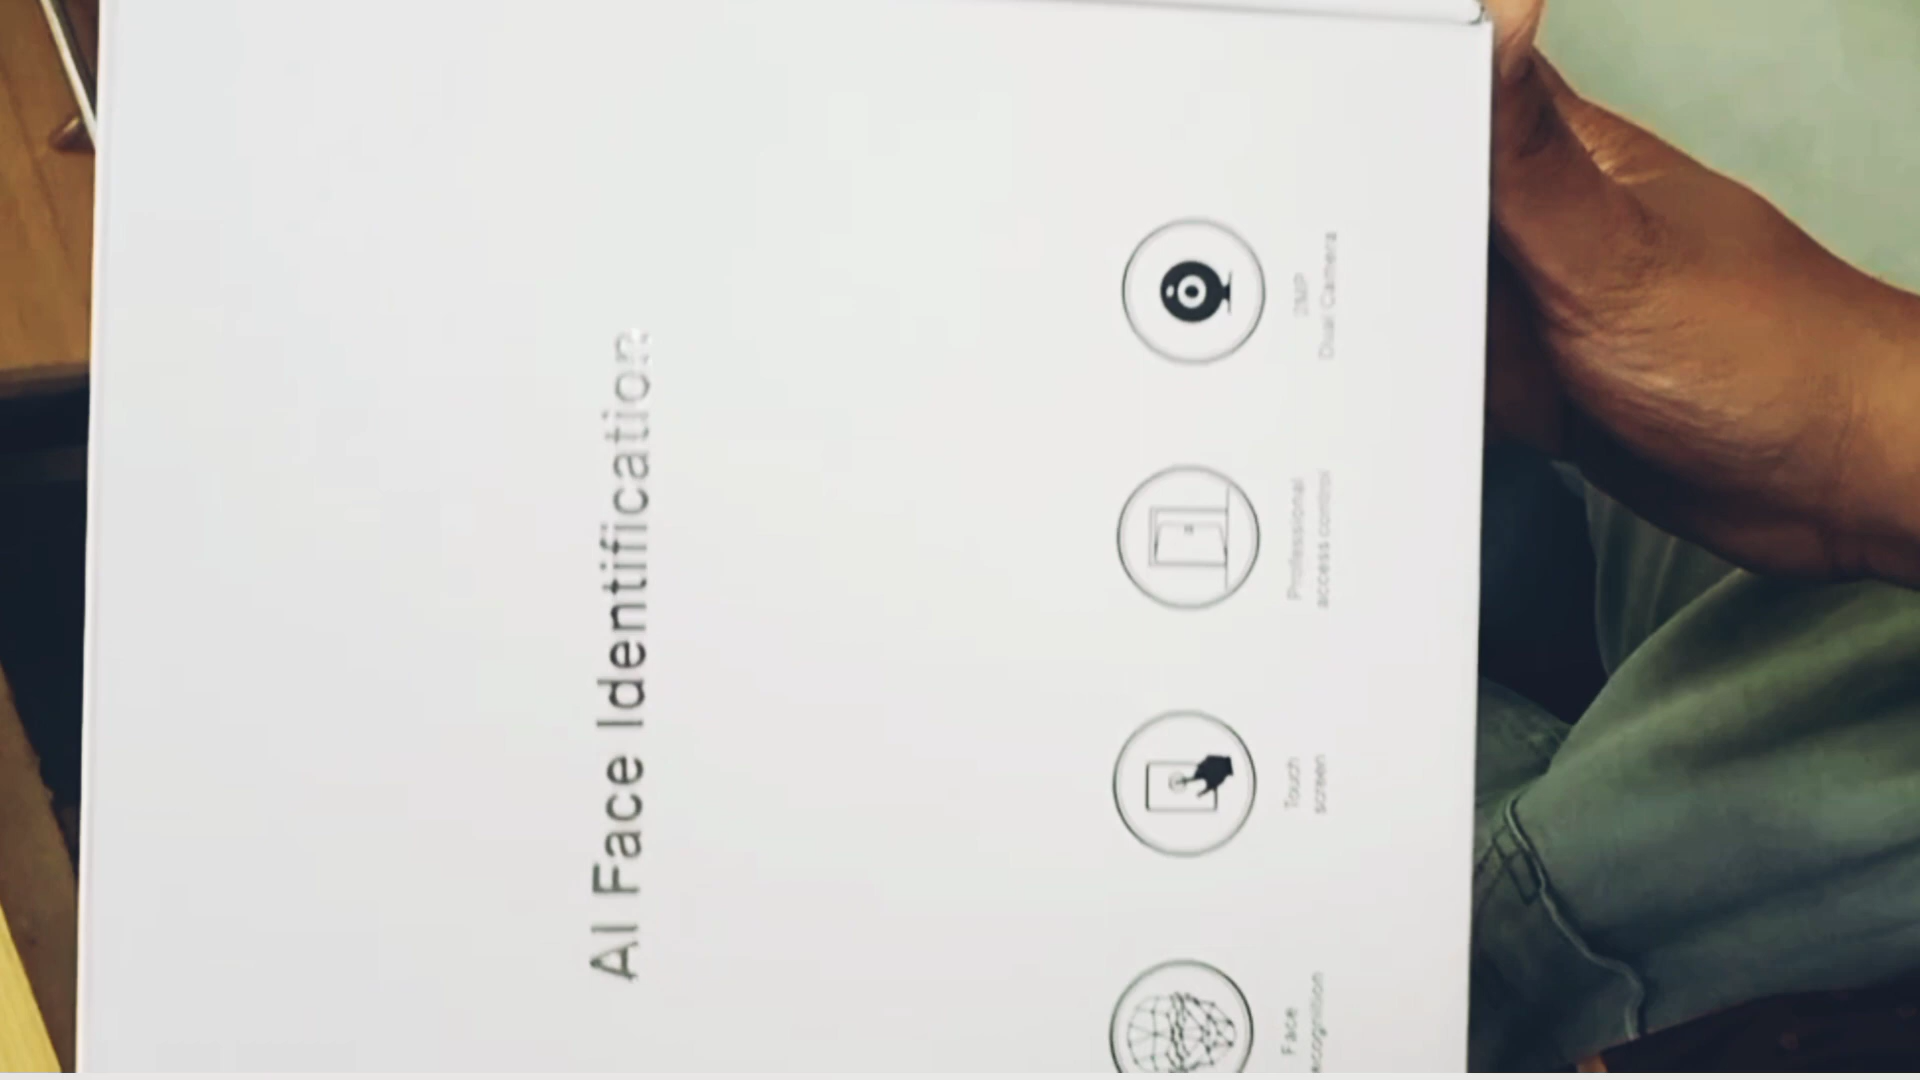 AI Face Identification
Face
recognition
Touch
screen
Professional
access control
2MP
Dual Camera